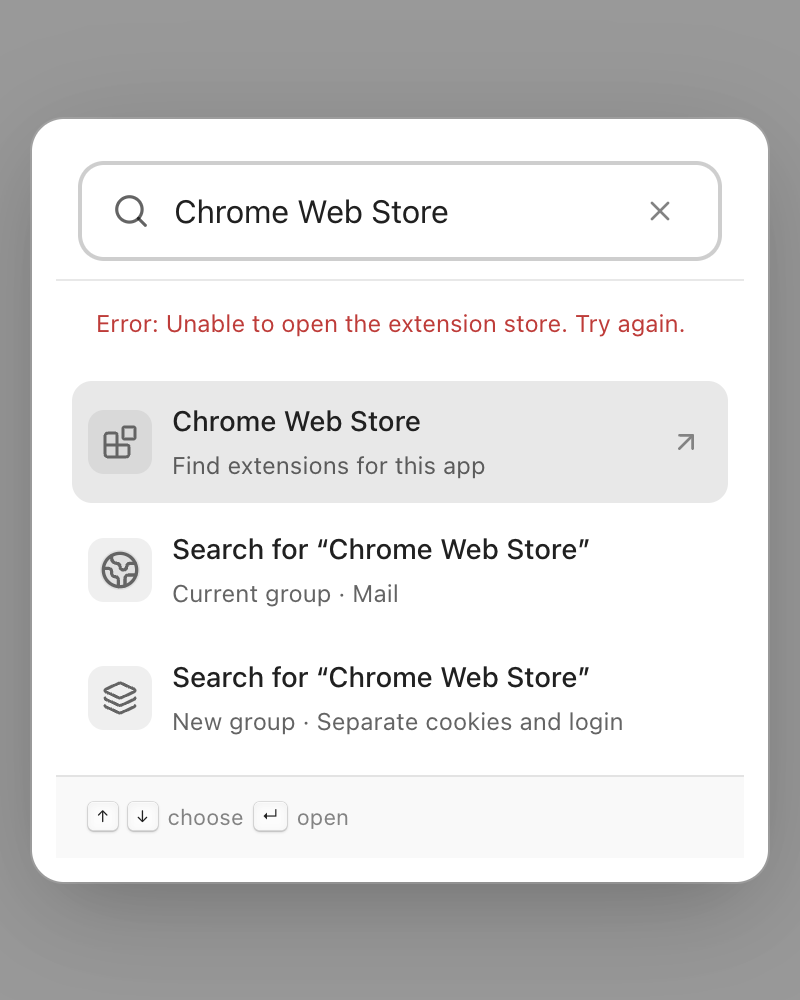 Chrome Web Store
Error: Unable to open the extension store. Try again.
Chrome Web Store
Find extensions for this app
Search for “Chrome Web Store”
Current group · Mail
Search for “Chrome Web Store”
New group · Separate cookies and login
↑ ↓ choose ↵ open